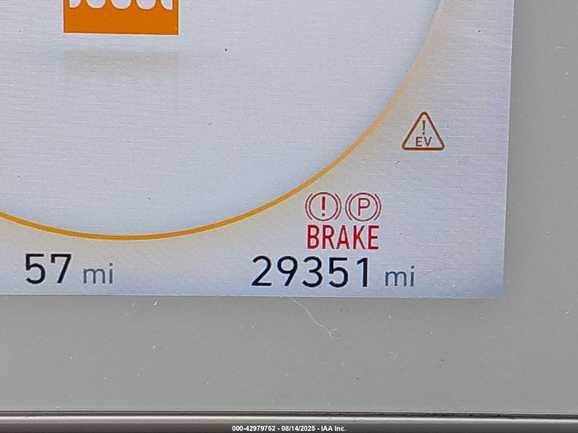 EV
(!) (P)
BRAKE
57 mi
29351 mi
000-42979752 - 08/14/2025 - IAA Inc.